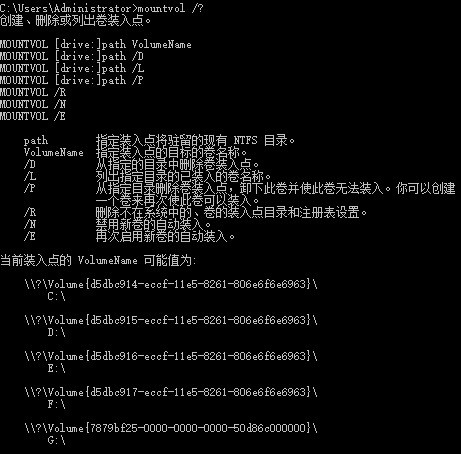 C:\Users\Administrator>mountvol /?
创建、删除或列出卷装入点。
MOUNTVOL [drive:]path VolumeName
MOUNTVOL [drive:]path /D
MOUNTVOL [drive:]path /L
MOUNTVOL [drive:]path /P
MOUNTVOL /R
MOUNTVOL /N
MOUNTVOL /E
path 指定装入点将驻留的现有 NTFS 目录。
VolumeName 指定装入点的目标的卷名称。
/D 从指定的目录中删除卷装入点。
/L 列出指定目录的已装入的卷名称。
/P 从指定目录删除卷装入点，卸下此卷并使此卷无法装入。你可以创建
一个卷来再次使此卷可以装入。
/R 删除不在系统中的、卷的装入点目录和注册表设置。
/N 禁用新卷的自动装入。
/E 再次启用新卷的自动装入。
当前装入点的 VolumeName 可能值为:
\\?\Volume{d5dbc914-eccf-11e5-8261-806e6f6e6963}\
C:\
\\?\Volume{d5dbc915-eccf-11e5-8261-806e6f6e6963}\
D:\
\\?\Volume{d5dbc916-eccf-11e5-8261-806e6f6e6963}\
E:\
\\?\Volume{d5dbc917-eccf-11e5-8261-806e6f6e6963}\
F:\
\\?\Volume{7879bf25-0000-0000-0000-50d86c000000}\
G:\